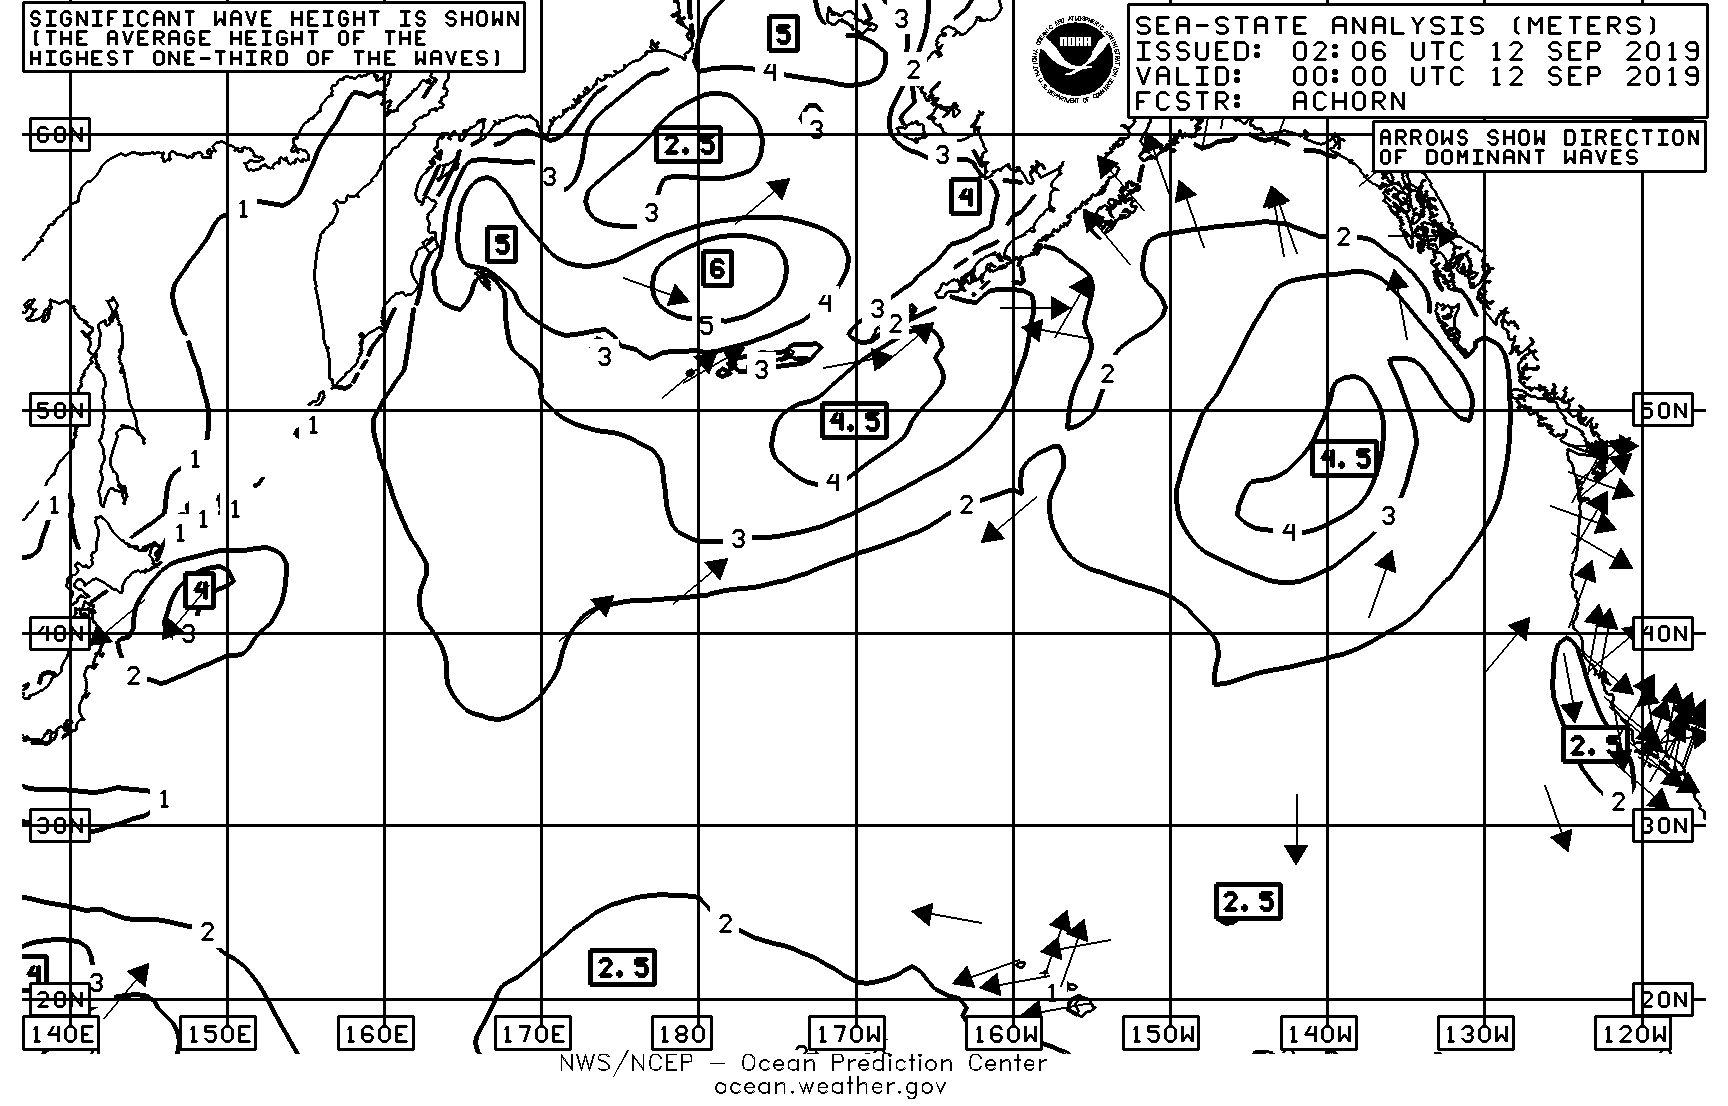 SIGNIFICANT WAVE HEIGHT IS SHOWN
(THE AVERAGE HEIGHT OF THE
HIGHEST ONE-THIRD OF THE WAVES)
NOAA
SEA-STATE ANALYSIS (METERS)
ISSUED: 02:06 UTC 12 SEP 2019
VALID: 00:00 UTC 12 SEP 2019
FCSTR: ACHORN
ARROWS SHOW DIRECTION
OF DOMINANT WAVES
5 3
4 2
60N 2.5 3
3
3 4
1 3
5 2
6
4 3
5 2
3 3 2
50N 1 4.5 50N
1 4 4.5
1 1 1 1 2 3
3 4
4
40N 3 40N
2
2.5
1 2
30N 30N
2 2 2.5
4 3 2.5
1
20N 20N
140E 150E 160E 170E 180 170W 160W 150W 140W 130W 120W
NWS/NCEP – Ocean Prediction Center
ocean.weather.gov